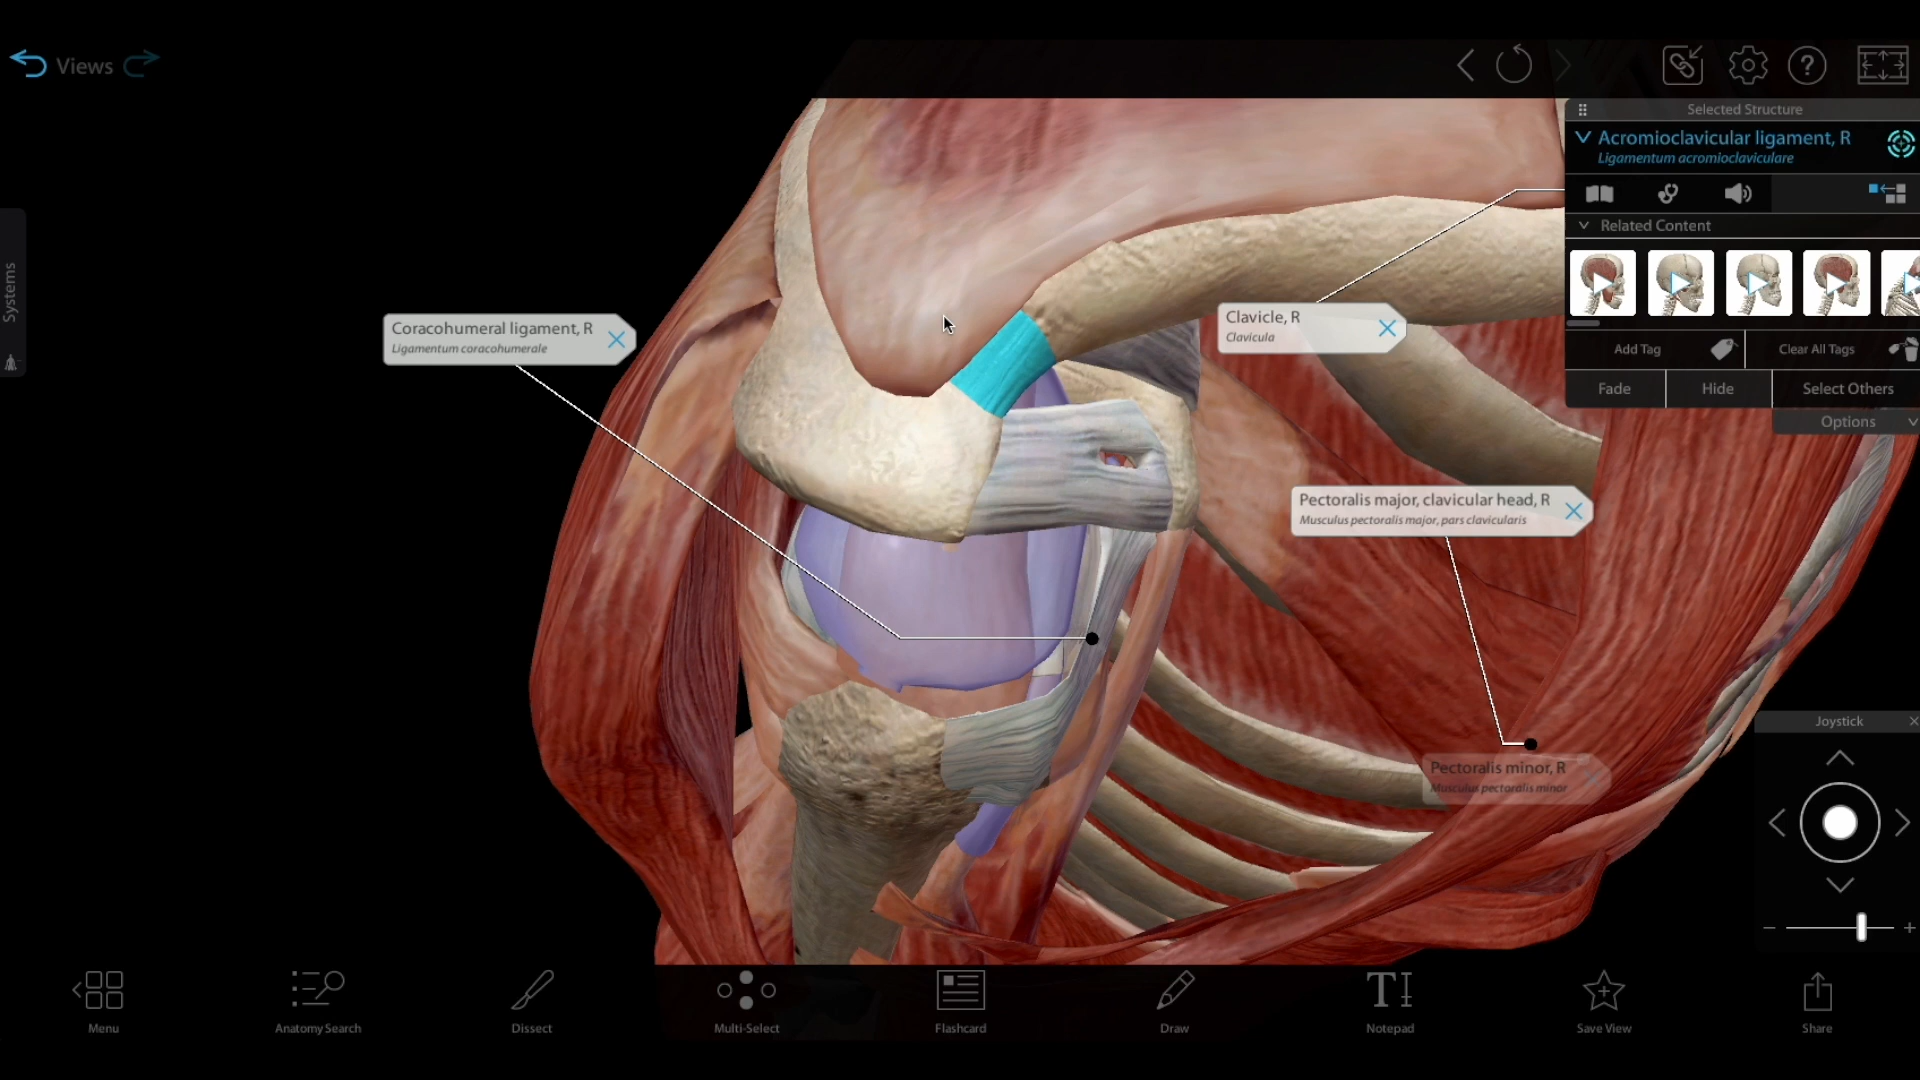 Views
Selected Structure
Acromioclavicular ligament, R
Ligamentum acromioclaviculare
Related Content
Add Tag
Clear All Tags
Fade
Hide
Select Others
Options
Systems
Coracohumeral ligament, R
Ligamentum coracohumerale
Clavicle, R
Clavicula
Pectoralis major, clavicular head, R
Musculus pectoralis major, pars clavicularis
Pectoralis minor, R
Musculus pectoralis minor
Joystick
Menu
Anatomy Search
Dissect
Multi-Select
Flashcard
Draw
Notepad
Save View
Share